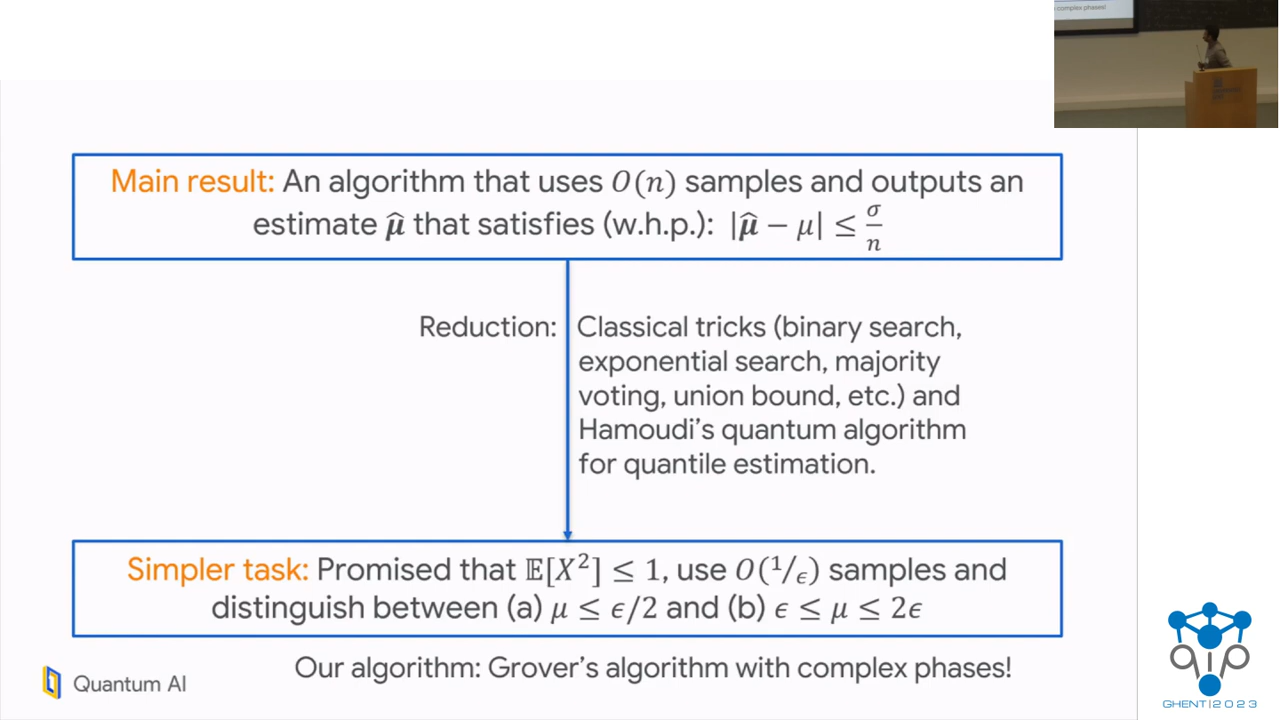 complex phases!
Main result: An algorithm that uses O(n) samples and outputs an
estimate μ̂ that satisfies (w.h.p.): |μ̂ − μ| ≤ σ/n
Reduction:
Classical tricks (binary search,
exponential search, majority
voting, union bound, etc.) and
Hamoudi's quantum algorithm
for quantile estimation.
Simpler task: Promised that 𝔼[X²] ≤ 1, use O(1/ϵ) samples and
distinguish between (a) μ ≤ ϵ/2 and (b) ϵ ≤ μ ≤ 2ϵ
Our algorithm: Grover's algorithm with complex phases!
Quantum AI
qip
GHENT|2023